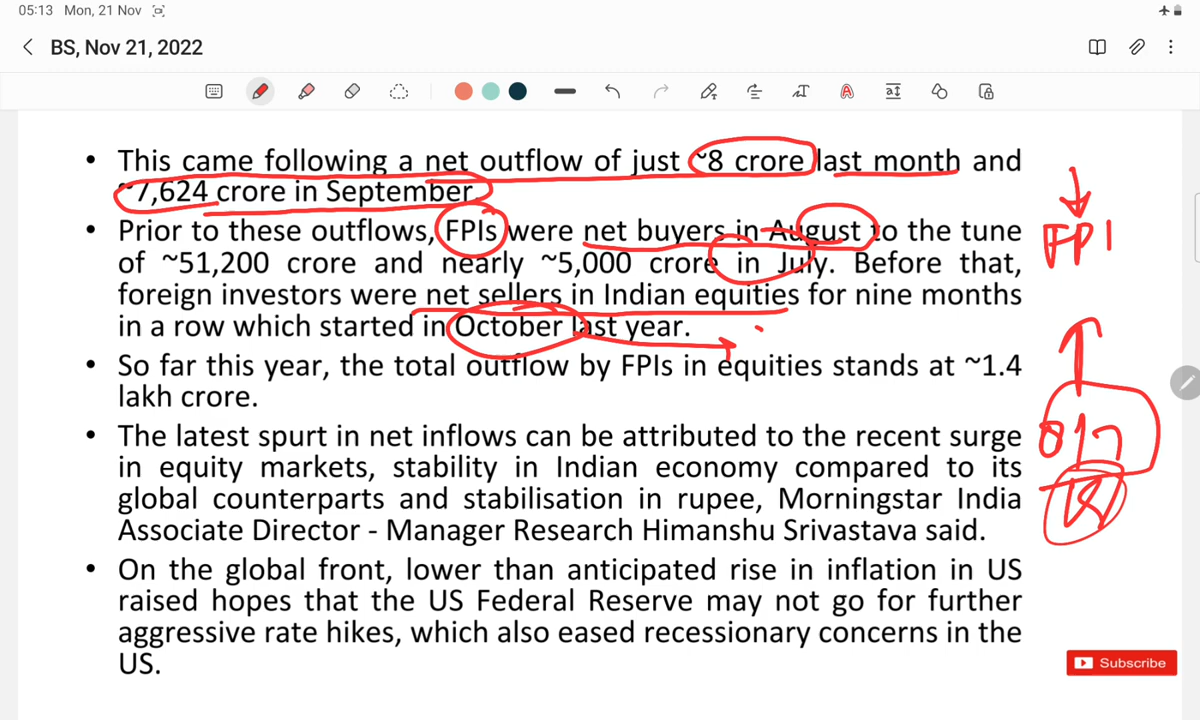 05:13 Mon, 21 Nov
BS, Nov 21, 2022
• This came following a net outflow of just ~8 crore last month and
~7,624 crore in September.
• Prior to these outflows, FPIs were net buyers in August to the tune
of ~51,200 crore and nearly ~5,000 crore in July. Before that,
foreign investors were net sellers in Indian equities for nine months
in a row which started in October last year.
• So far this year, the total outflow by FPIs in equities stands at ~1.4
lakh crore.
• The latest spurt in net inflows can be attributed to the recent surge
in equity markets, stability in Indian economy compared to its
global counterparts and stabilisation in rupee, Morningstar India
Associate Director - Manager Research Himanshu Srivastava said.
• On the global front, lower than anticipated rise in inflation in US
raised hopes that the US Federal Reserve may not go for further
aggressive rate hikes, which also eased recessionary concerns in the
US.
FPI
Subscribe